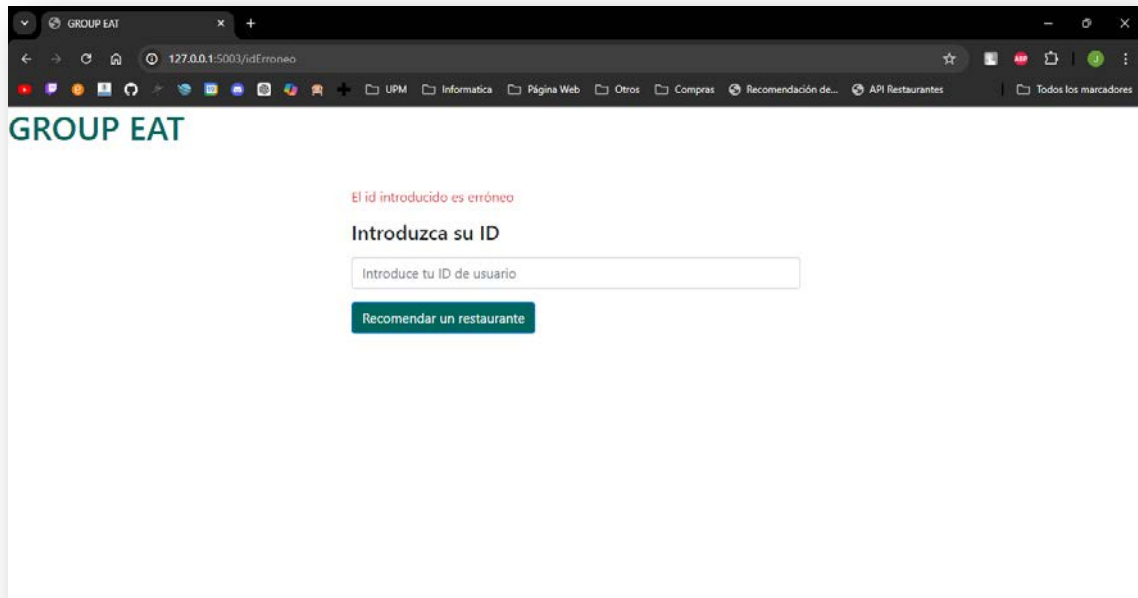 GROUP EAT
127.0.0.1:5003/idErroneo
ABP
J
UPM
Informatica
Página Web
Otros
Compras
Recomendación de...
API Restaurantes
Todos los marcadores
GROUP EAT
El id introducido es erróneo
Introduzca su ID
Introduce tu ID de usuario
Recomendar un restaurante